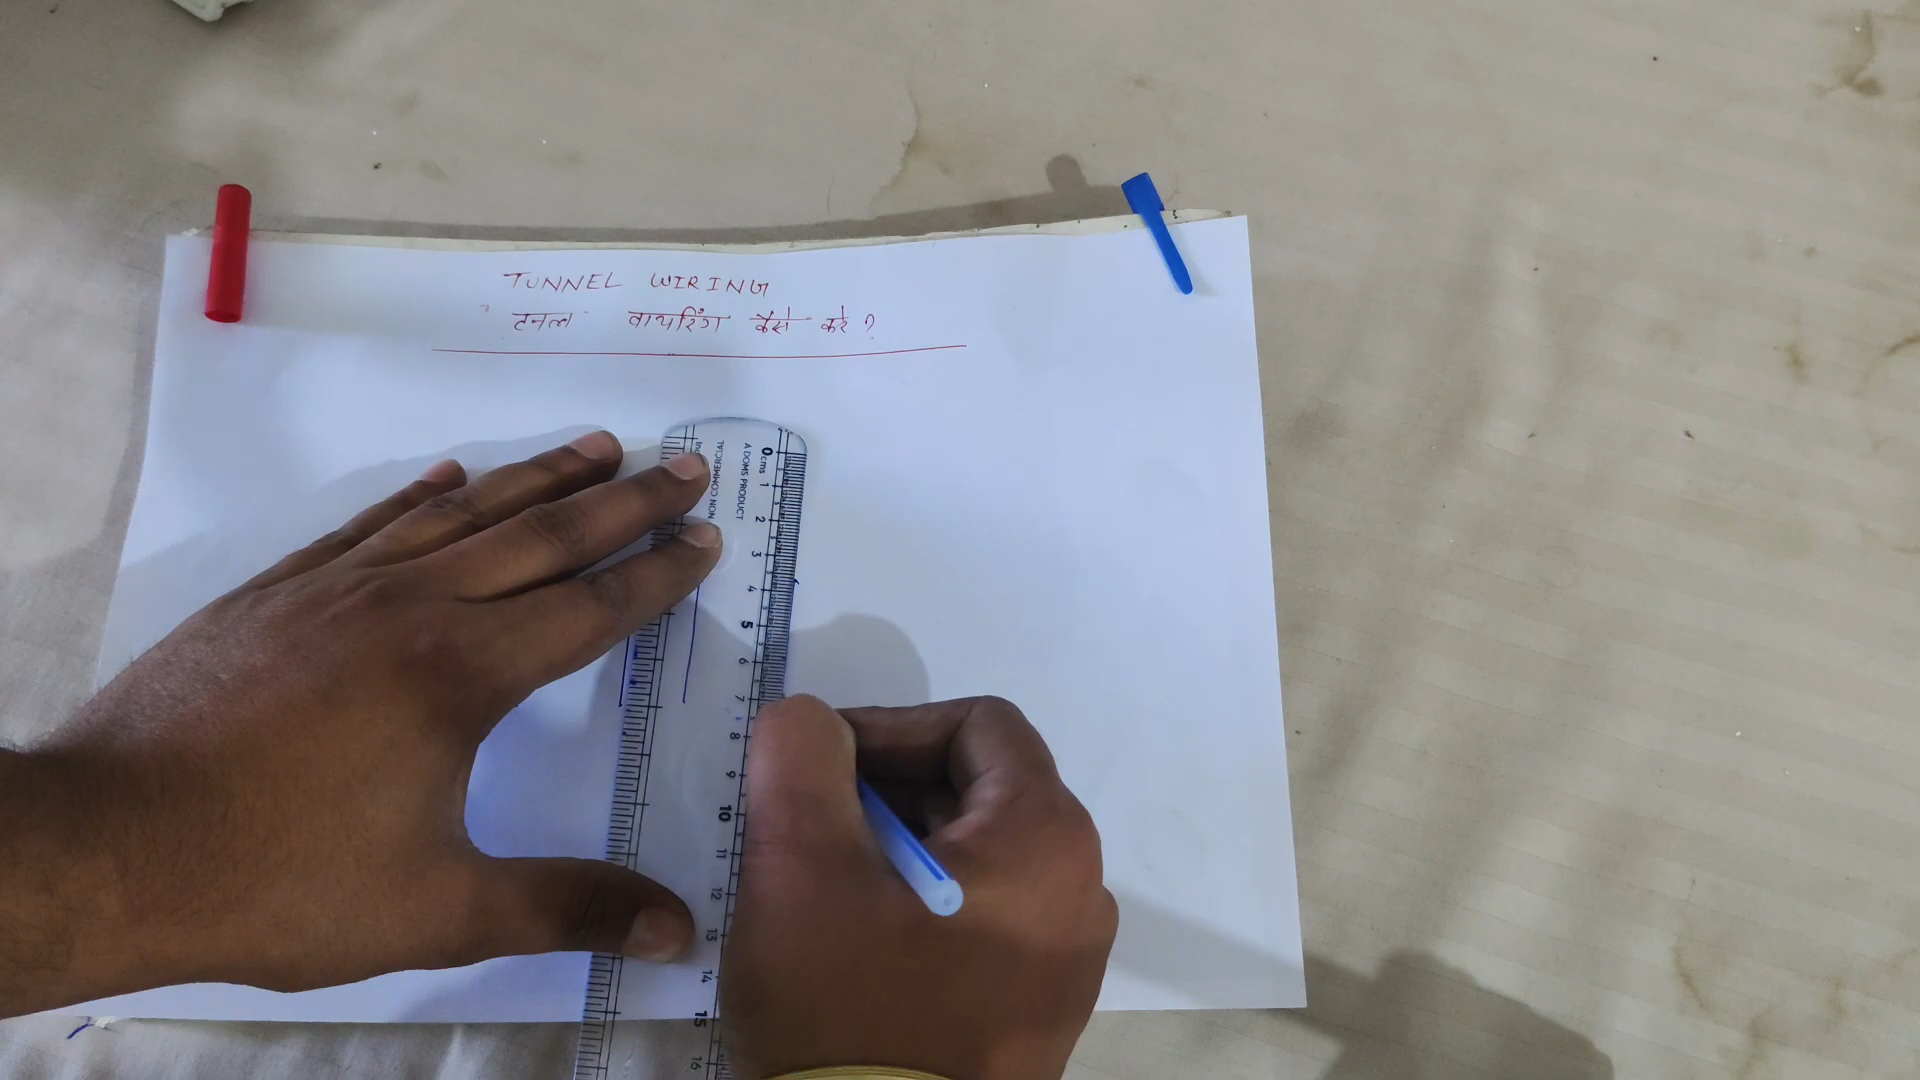 TUNNEL WIRING
टनल वायरिंग कैसे करे ?
0 cms 1 2 3 4 5 6 7 8 9 10 11 12 13 14 15 16
A DOMS PRODUCT
NON COMMERCIAL